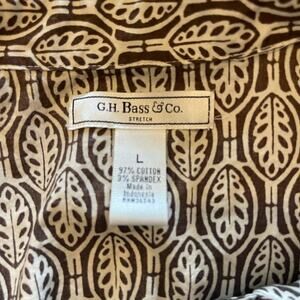 G.H. Bass & Co.
STRETCH
L
97% COTTON
3% SPANDEX
Made in
Indonesia